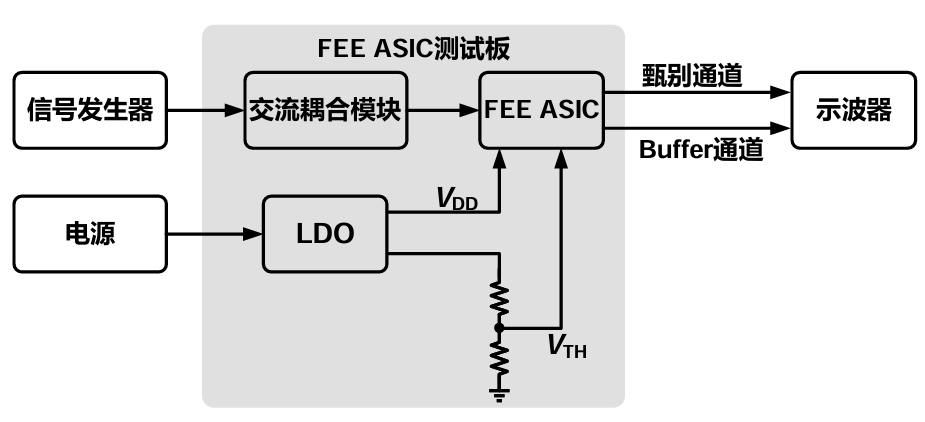 FEE ASIC测试板
信号发生器
交流耦合模块
FEE ASIC
甄别通道
Buffer通道
示波器
电源
LDO
VDD
VTH